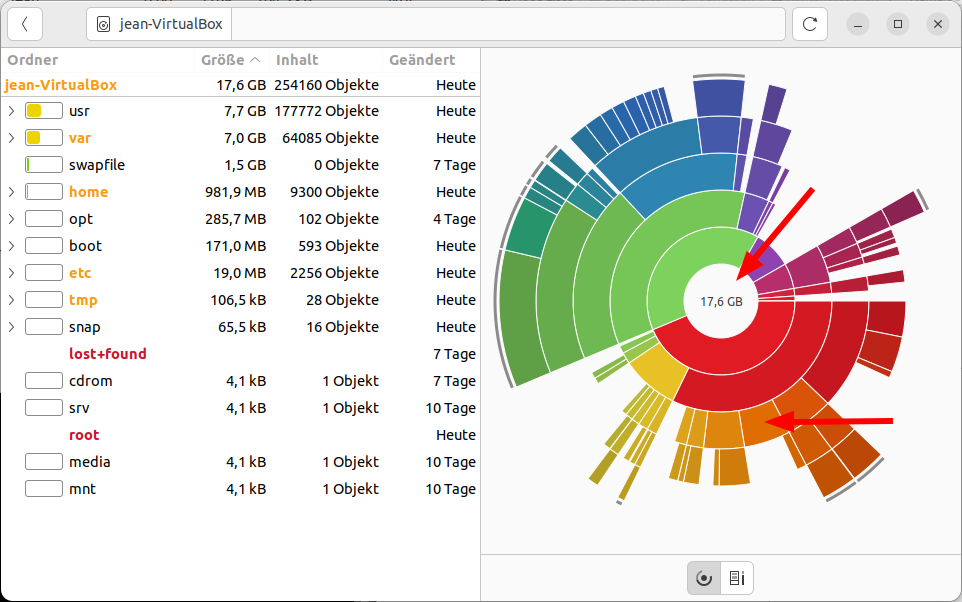 jean-VirtualBox
Ordner Größe Inhalt Geändert
jean-VirtualBox 17,6 GB 254160 Objekte Heute
usr 7,7 GB 177772 Objekte Heute
var 7,0 GB 64085 Objekte Heute
swapfile 1,5 GB 0 Objekte 7 Tage
home 981,9 MB 9300 Objekte Heute
opt 285,7 MB 102 Objekte 4 Tage
boot 171,0 MB 593 Objekte Heute
etc 19,0 MB 2256 Objekte Heute
tmp 106,5 kB 28 Objekte Heute
snap 65,5 kB 16 Objekte Heute
lost+found 7 Tage
cdrom 4,1 kB 1 Objekt 7 Tage
srv 4,1 kB 1 Objekt 10 Tage
root Heute
media 4,1 kB 1 Objekt 10 Tage
mnt 4,1 kB 1 Objekt 10 Tage
17,6 GB